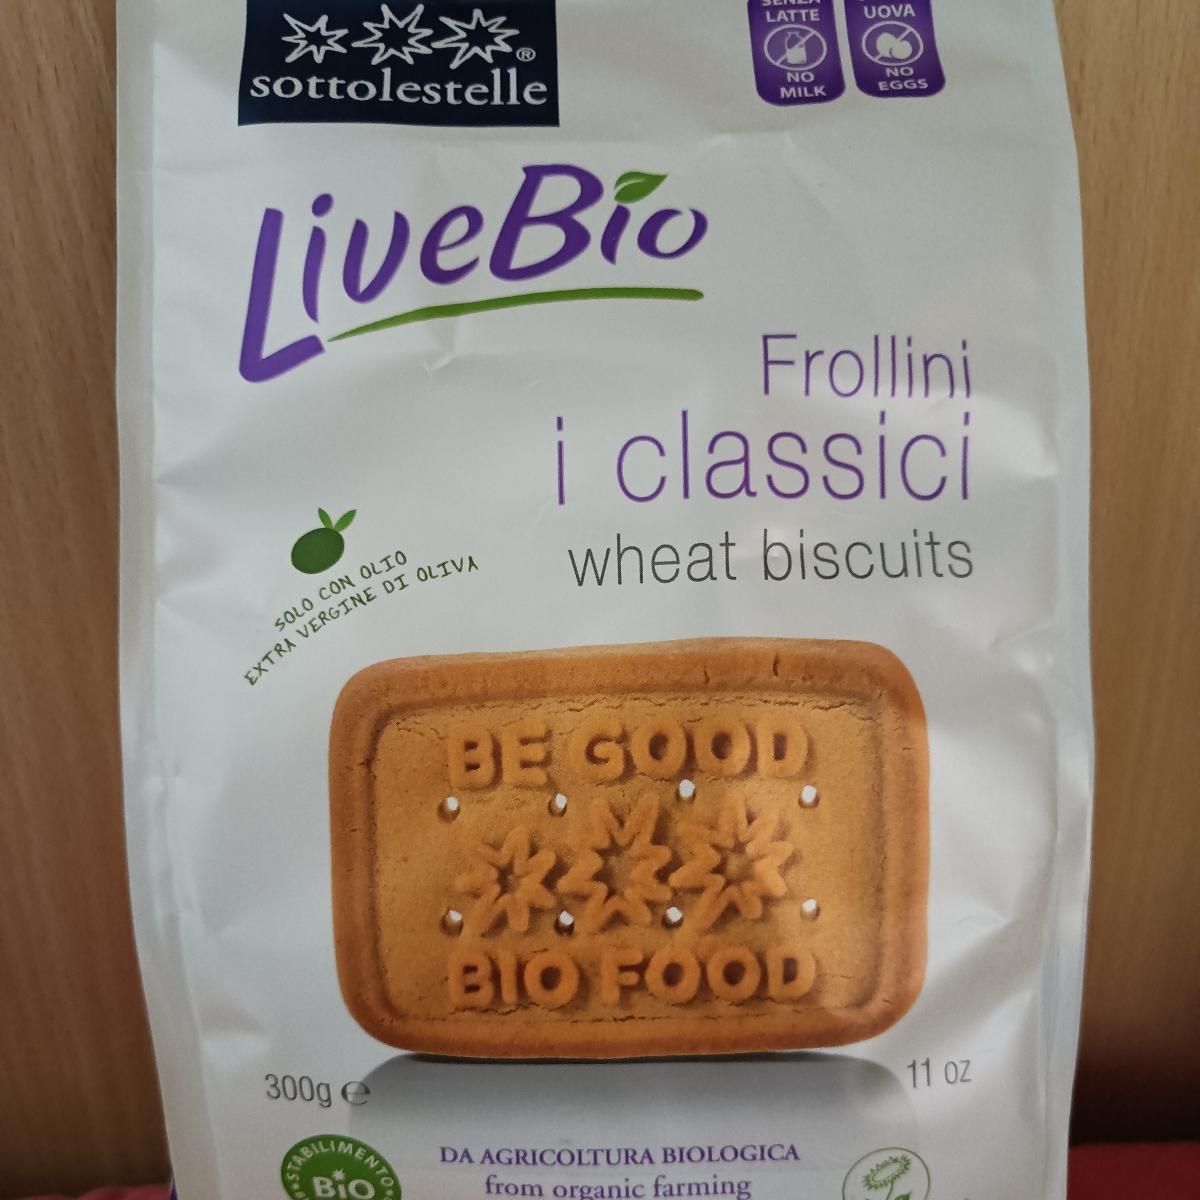 sottolestelle®
SENZA
LATTE
NO
MILK
UOVA
NO
EGGS
LiveBio
Frollini
i classici
wheat biscuits
SOLO CON OLIO
EXTRA VERGINE DI OLIVA
BE GOOD
BIO FOOD
300g ℮
11 oz
STABILIMENTO
BIO
DA AGRICOLTURA BIOLOGICA
from organic farming